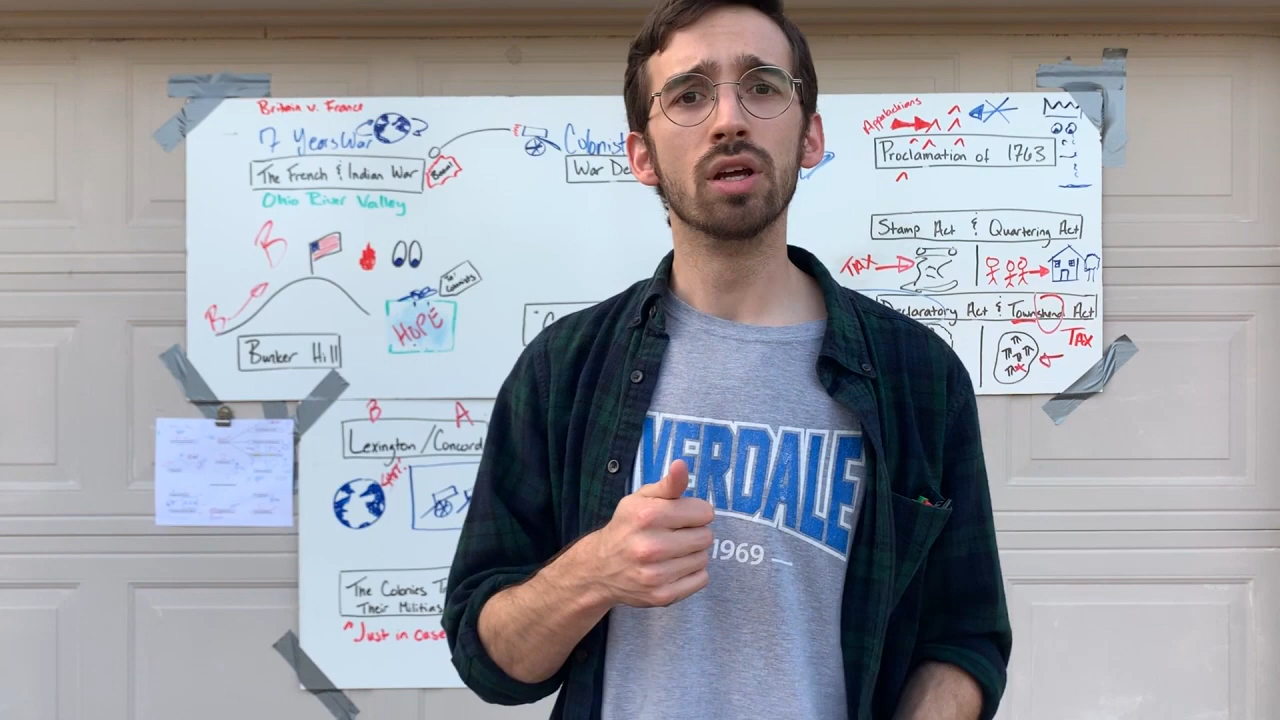 Britain v. France
7 Years War
The French & Indian War
Boom!
Ohio River Valley
Colonist
War De
Appalachians
Proclamation of 1763
Stamp Act & Quartering Act
TAX
Declaratory Act & Townshend Act
TAX
B
B
To: Colonists
HOPE
Bunker Hill
B A
Lexington/Concord
The Colonies T
Their Militias
^Just in case
VERDALE
1969 —